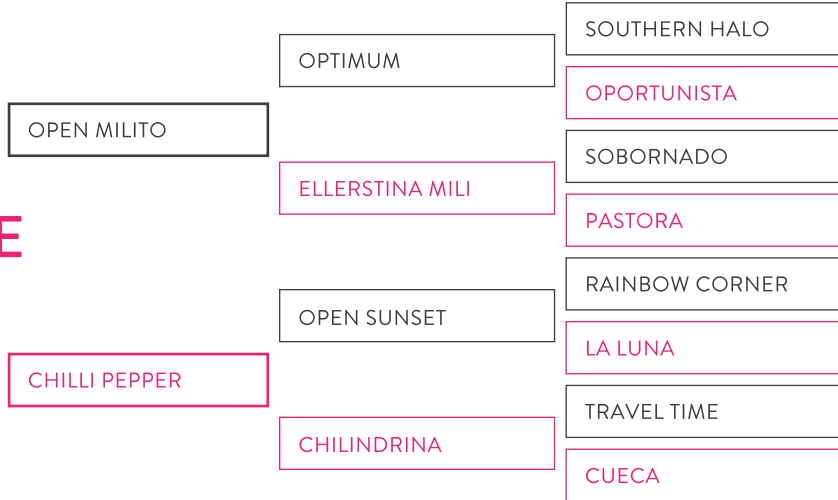 SOUTHERN HALO
OPTIMUM
OPORTUNISTA
OPEN MILITO
SOBORNADO
ELLERSTINA MILI
PASTORA
E
RAINBOW CORNER
OPEN SUNSET
LA LUNA
CHILLI PEPPER
TRAVEL TIME
CHILINDRINA
CUECA